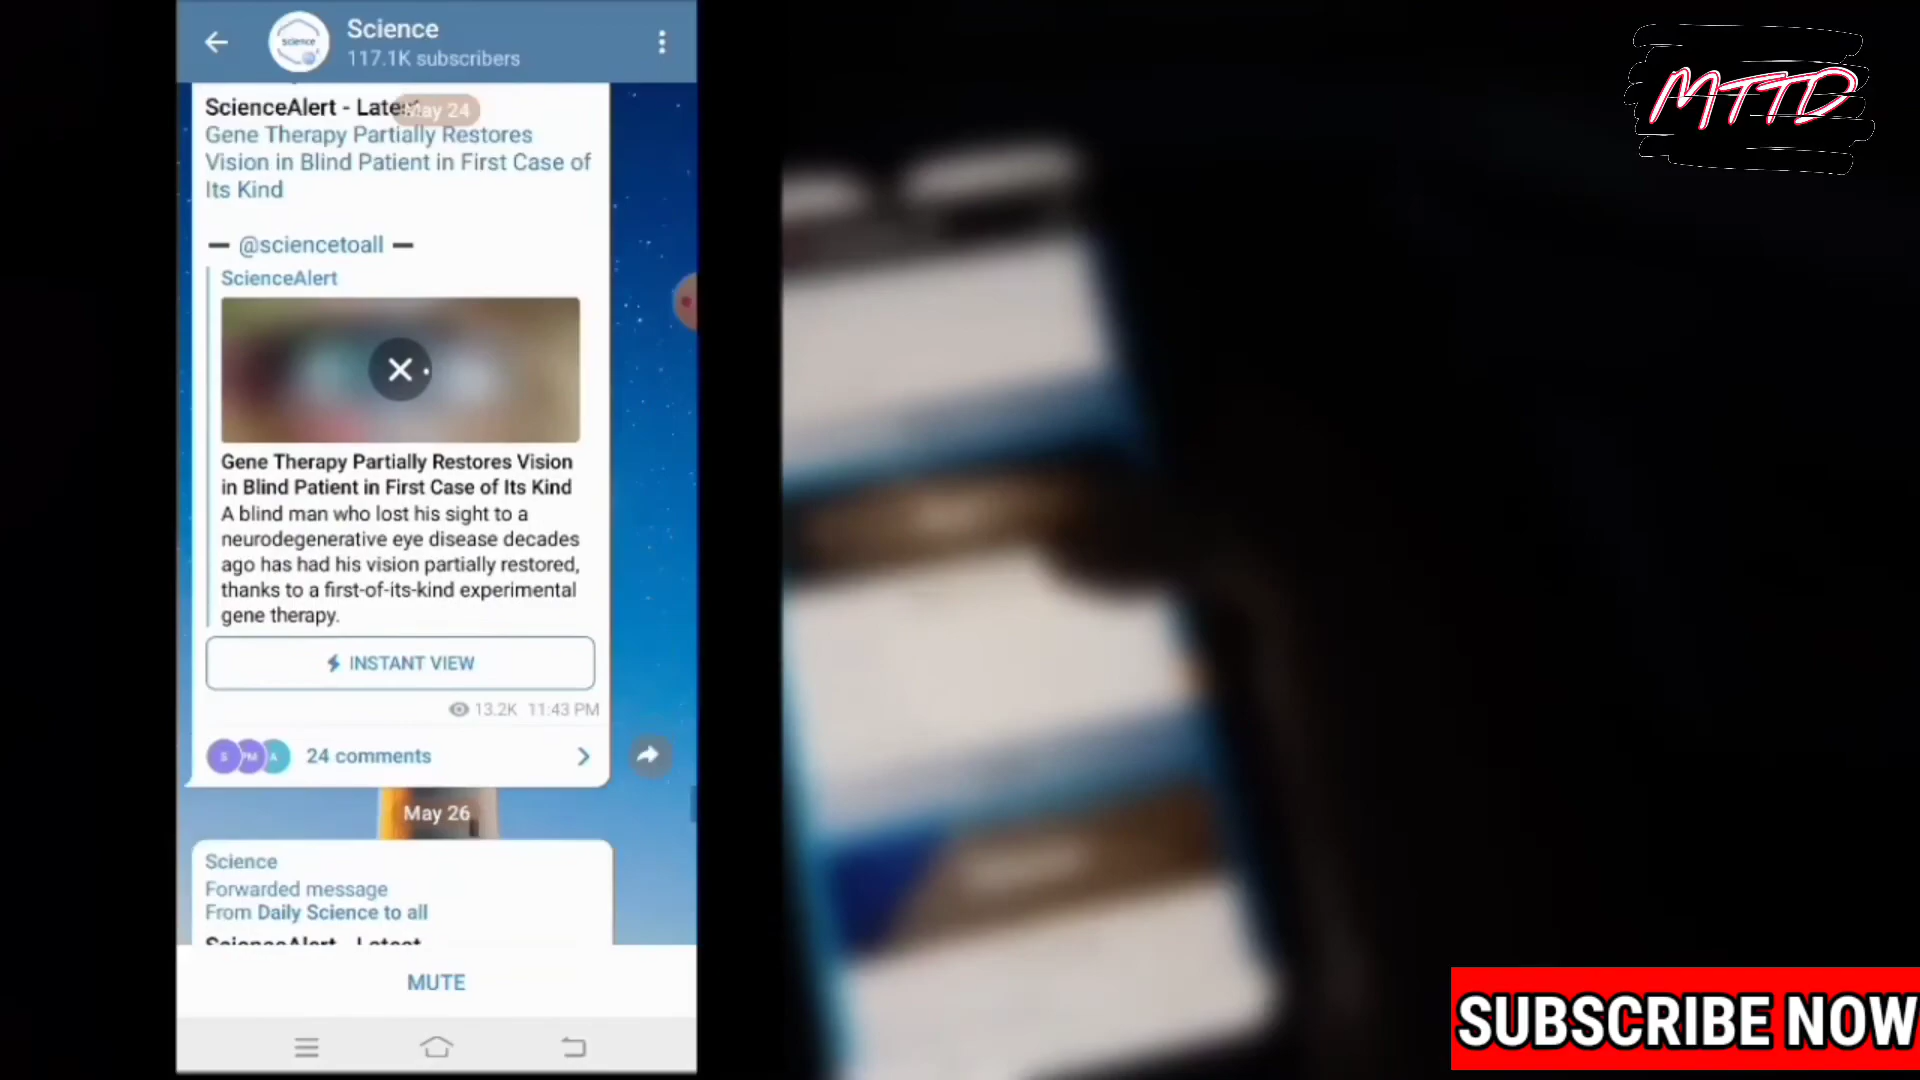 Science
117.1K subscribers
May 24
ScienceAlert - Latest
Gene Therapy Partially Restores
Vision in Blind Patient in First Case of
Its Kind
— @sciencetoall —
ScienceAlert
Gene Therapy Partially Restores Vision
in Blind Patient in First Case of Its Kind
A blind man who lost his sight to a
neurodegenerative eye disease decades
ago has had his vision partially restored,
thanks to a first-of-its-kind experimental
gene therapy.
INSTANT VIEW
13.2K 11:43 PM
S PM A 24 comments
May 26
Science
Forwarded message
From Daily Science to all
ScienceAlert - Latest
MUTE
MTTD
SUBSCRIBE NOW